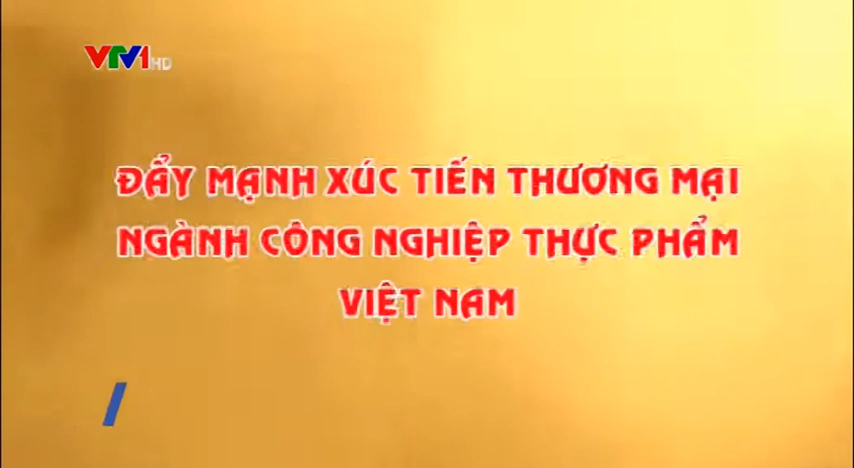 VTV1 HD
ĐẨY MẠNH XÚC TIẾN THƯƠNG MẠI
NGÀNH CÔNG NGHIỆP THỰC PHẨM
VIỆT NAM